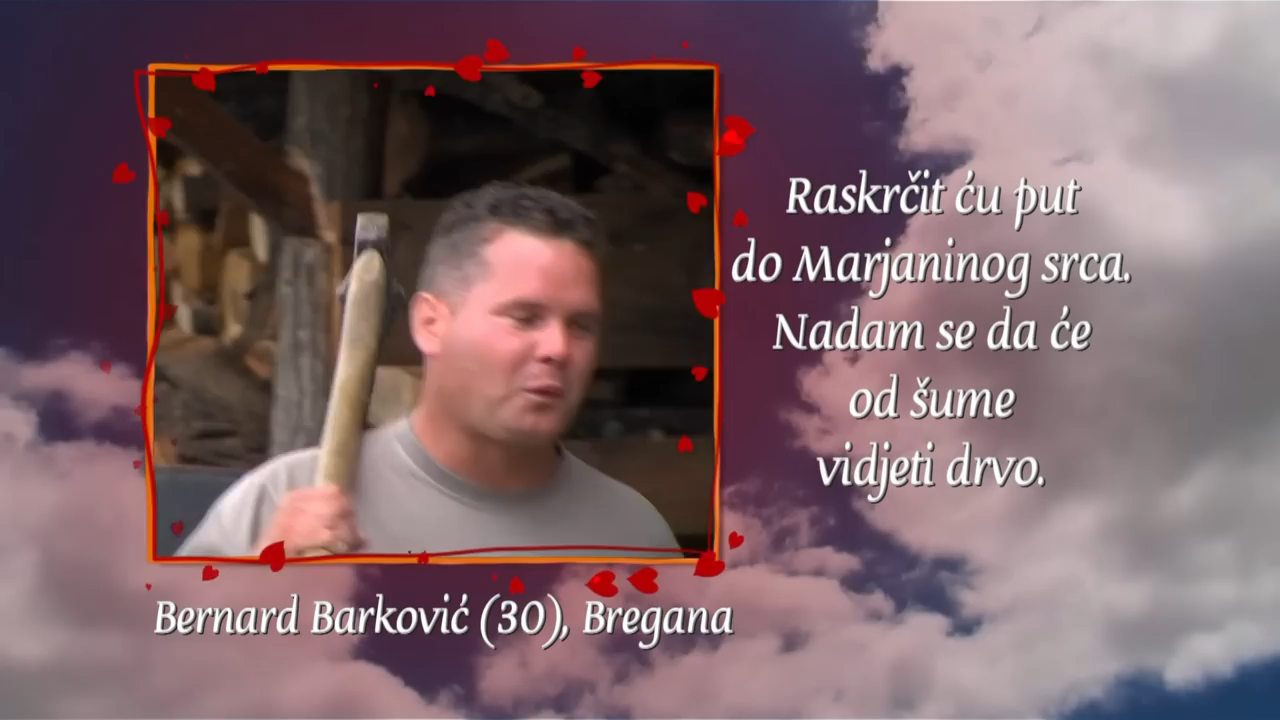 Raskrčit ću put
do Marjaninog srca.
Nadam se da će
od šume
vidjeti drvo.
Bernard Barković (30), Bregana